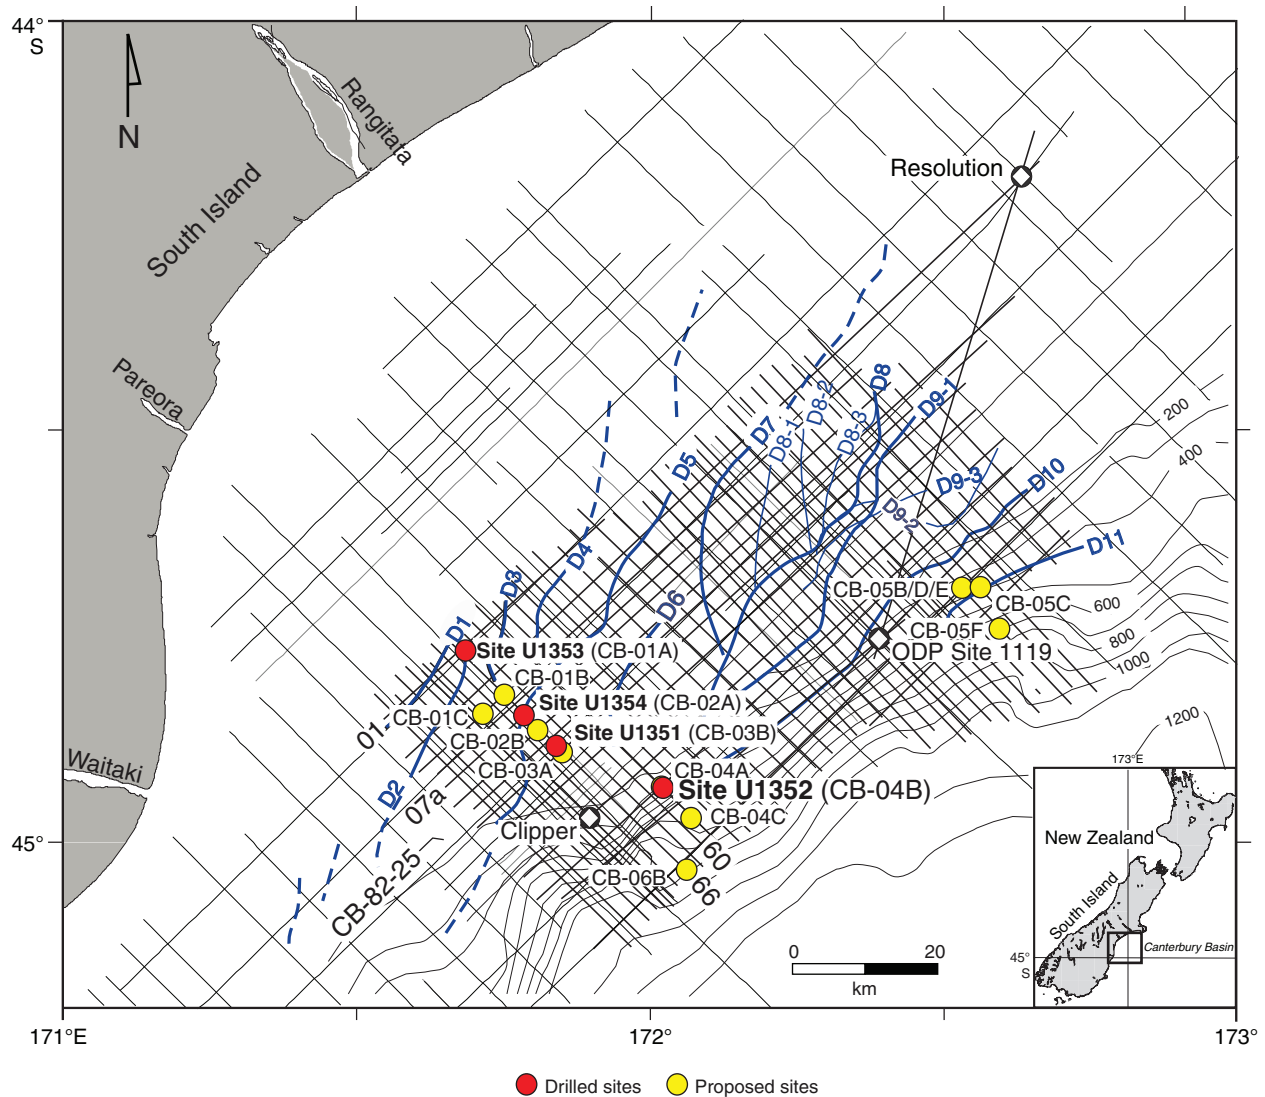 44°
S
N
Rangitata
South Island
Resolution
Pareora
200
400
D8
D8-2
D9-1
D7
D8-1
D8-3
D5
D9-3
D10
D9-2
D11
D4
D3
CB-05B/D/E
CB-05C
600
D6
D1
CB-05F
800
Site U1353 (CB-01A)
ODP Site 1119
1000
CB-01B
Site U1354 (CB-02A)
CB-01C
1200
01-
CB-02B
Site U1351 (CB-03B)
Waitaki
CB-03A
CB-04A
D2
Site U1352 (CB-04B)
07a
CB-04C
Clipper
45°
60
CB-06B
66
CB-82-25
0 20
km
173°E
New Zealand
South Island
Canterbury Basin
45°
S
171°E
172°
173°
Drilled sites
Proposed sites